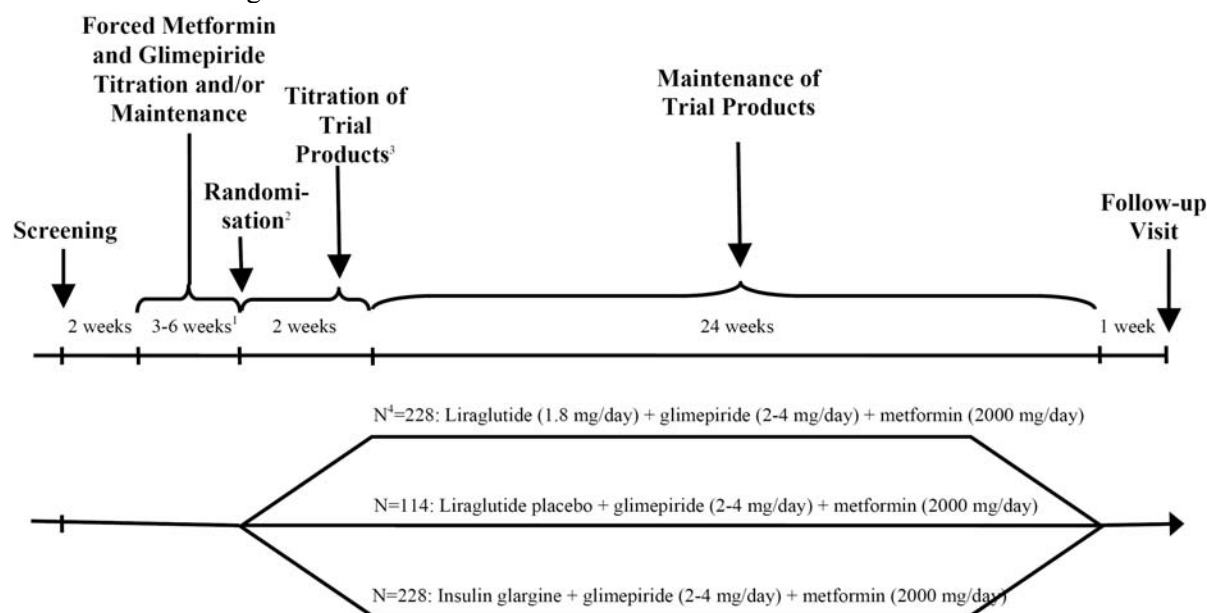 Forced Metformin
and Glimepiride
Titration and/or
Maintenance
Titration of
Trial
Products³
Maintenance of
Trial Products
Randomi-
sation²
Screening
Follow-up
Visit
2 weeks
3-6 weeks¹
2 weeks
24 weeks
1 week
N⁴=228: Liraglutide (1.8 mg/day) + glimepiride (2-4 mg/day) + metformin (2000 mg/day)
N=114: Liraglutide placebo + glimepiride (2-4 mg/day) + metformin (2000 mg/day)
N=228: Insulin glargine + glimepiride (2-4 mg/day) + metformin (2000 mg/day)